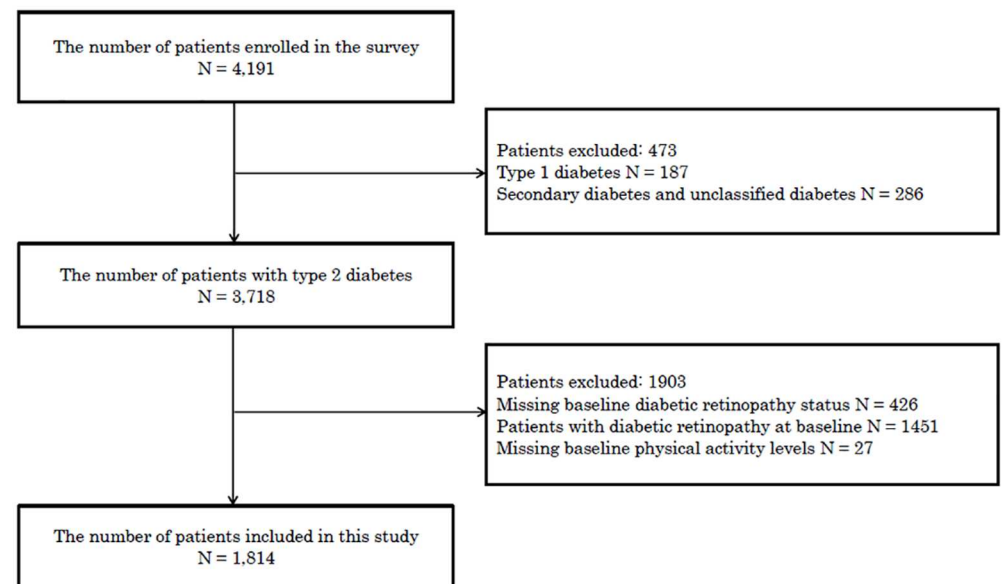 The number of patients enrolled in the survey
N = 4,191
Patients excluded: 473
Type 1 diabetes N = 187
Secondary diabetes and unclassified diabetes N = 286
The number of patients with type 2 diabetes
N = 3,718
Patients excluded: 1903
Missing baseline diabetic retinopathy status N = 426
Patients with diabetic retinopathy at baseline N = 1451
Missing baseline physical activity levels N = 27
The number of patients included in this study
N = 1,814